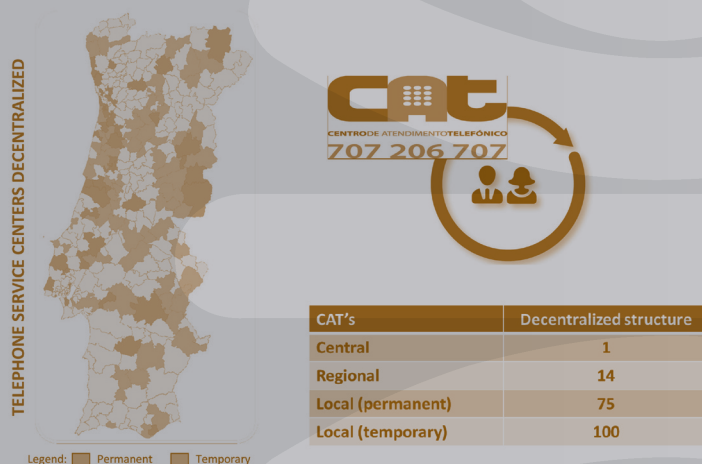 TELEPHONE SERVICE CENTERS DECENTRALIZED
CAT
CENTRO DE ATENDIMENTO TELEFÓNICO
707 206 707
CAT's Decentralized structure
Central 1
Regional 14
Local (permanent) 75
Local (temporary) 100
Legend: Permanent Temporary